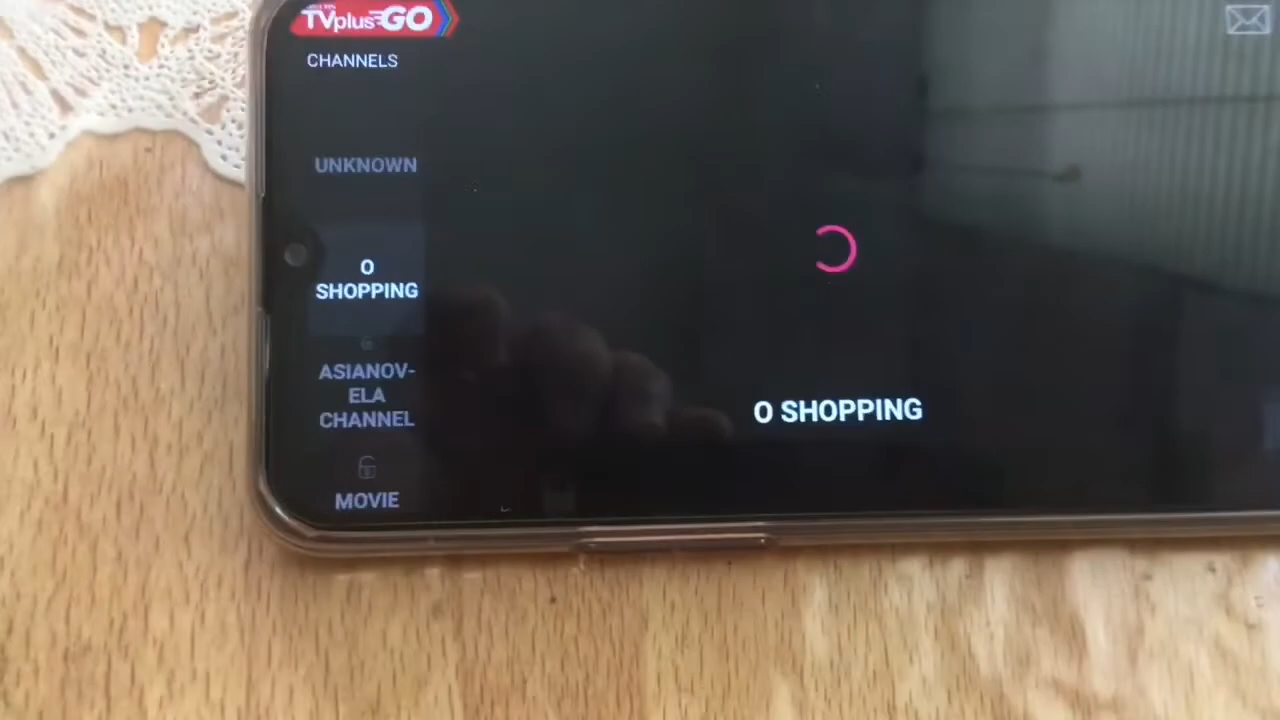 TVplus GO
CHANNELS
UNKNOWN
O
SHOPPING
ASIANOV-
ELA
CHANNEL
MOVIE
O SHOPPING